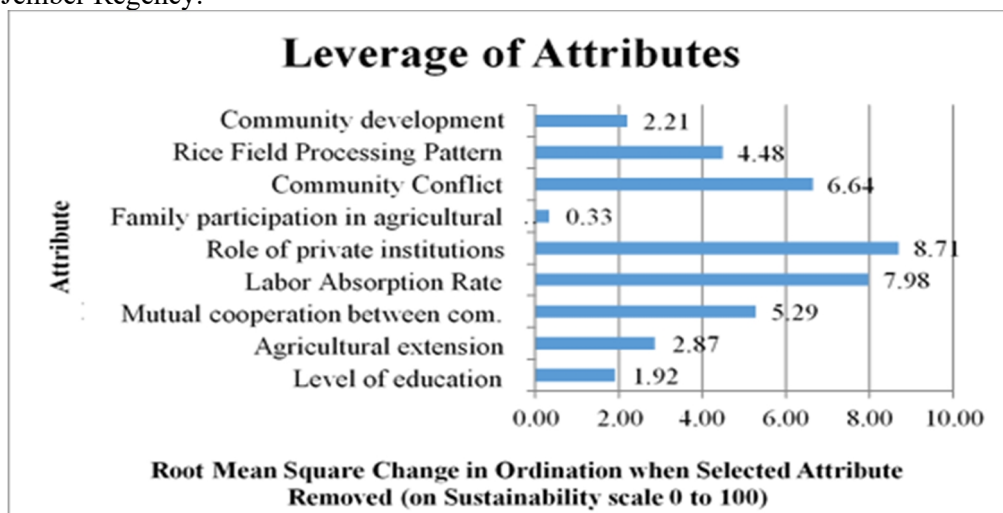 Jember Regency.
Leverage of Attributes
Attribute
Community development 2.21
Rice Field Processing Pattern 4.48
Community Conflict 6.64
Family participation in agricultural .. 0.33
Role of private institutions 8.71
Labor Absorption Rate 7.98
Mutual cooperation between com. 5.29
Agricultural extension 2.87
Level of education 1.92
0.00 2.00 4.00 6.00 8.00 10.00
Root Mean Square Change in Ordination when Selected Attribute
Removed (on Sustainability scale 0 to 100)